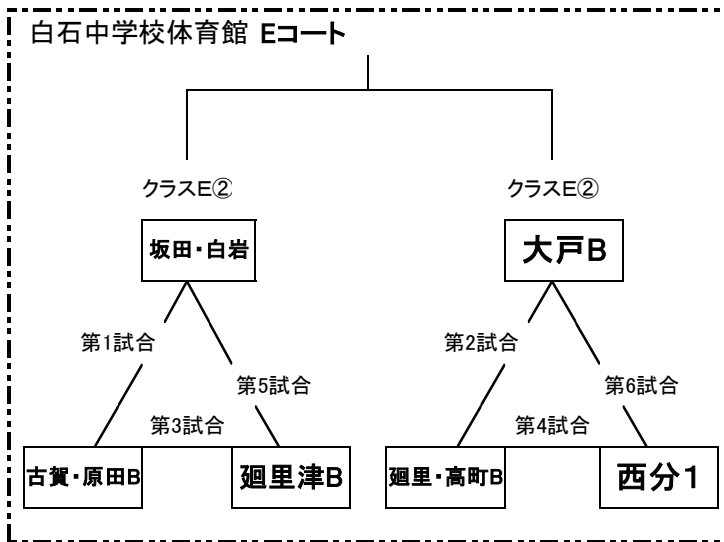 白石中学校体育館 Eコート
クラスE② クラスE②
坂田・白岩 大戸B
第1試合 第2試合
第5試合 第6試合
第3試合 第4試合
古賀・原田B 廻里津B 廻里・高町B 西分1